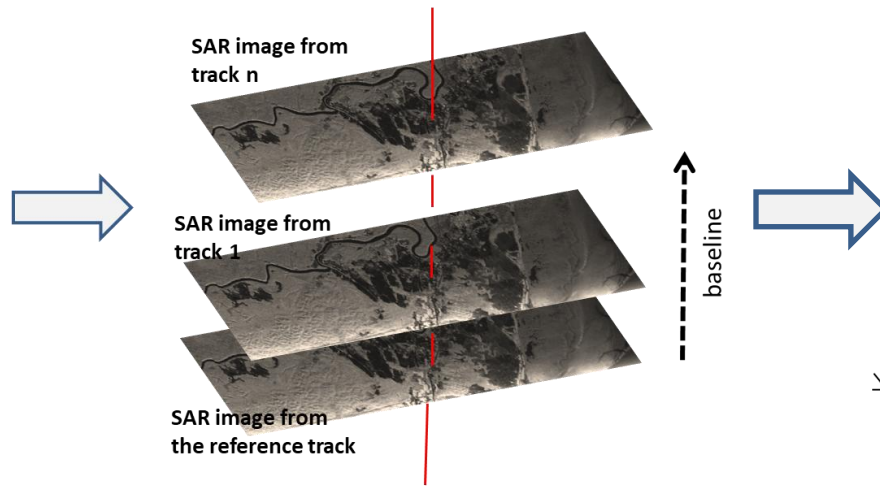 SAR image from
track n
SAR image from
track 1
baseline
SAR image from
the reference track